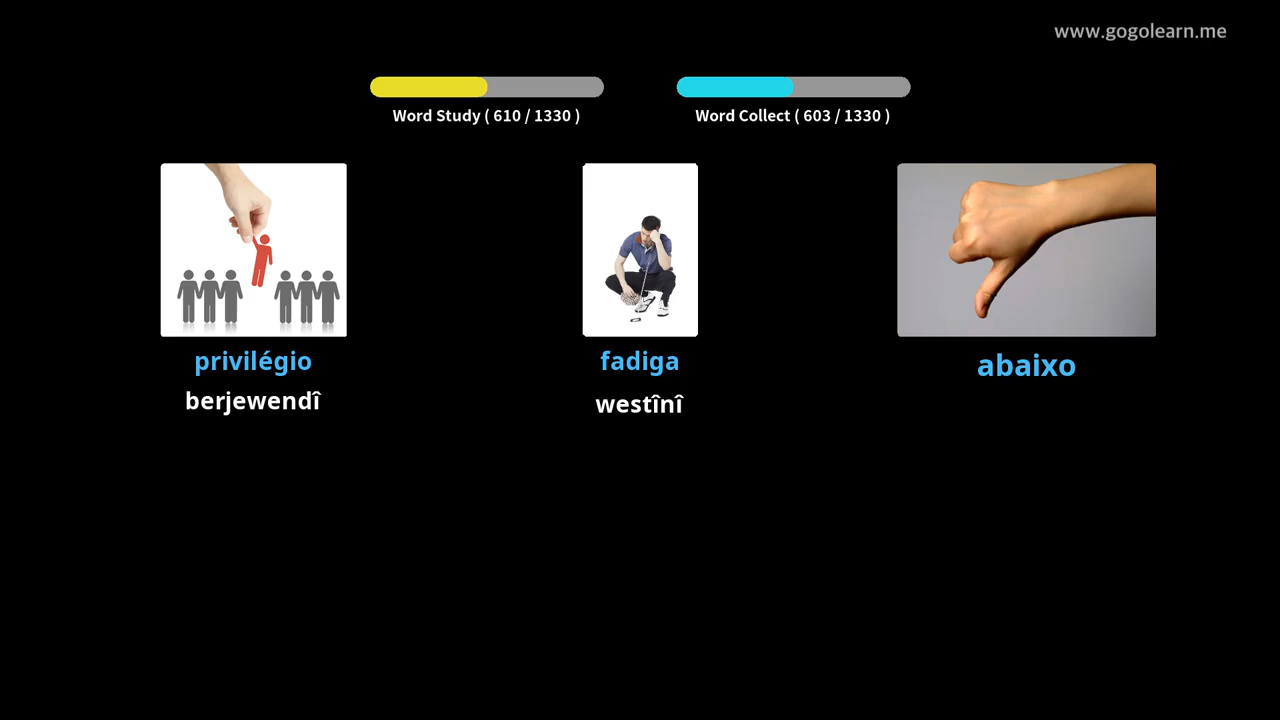 www.gogolearn.me
Word Study ( 610 / 1330 )
Word Collect ( 603 / 1330 )
privilégio
berjewendî
fadiga
westînî
abaixo